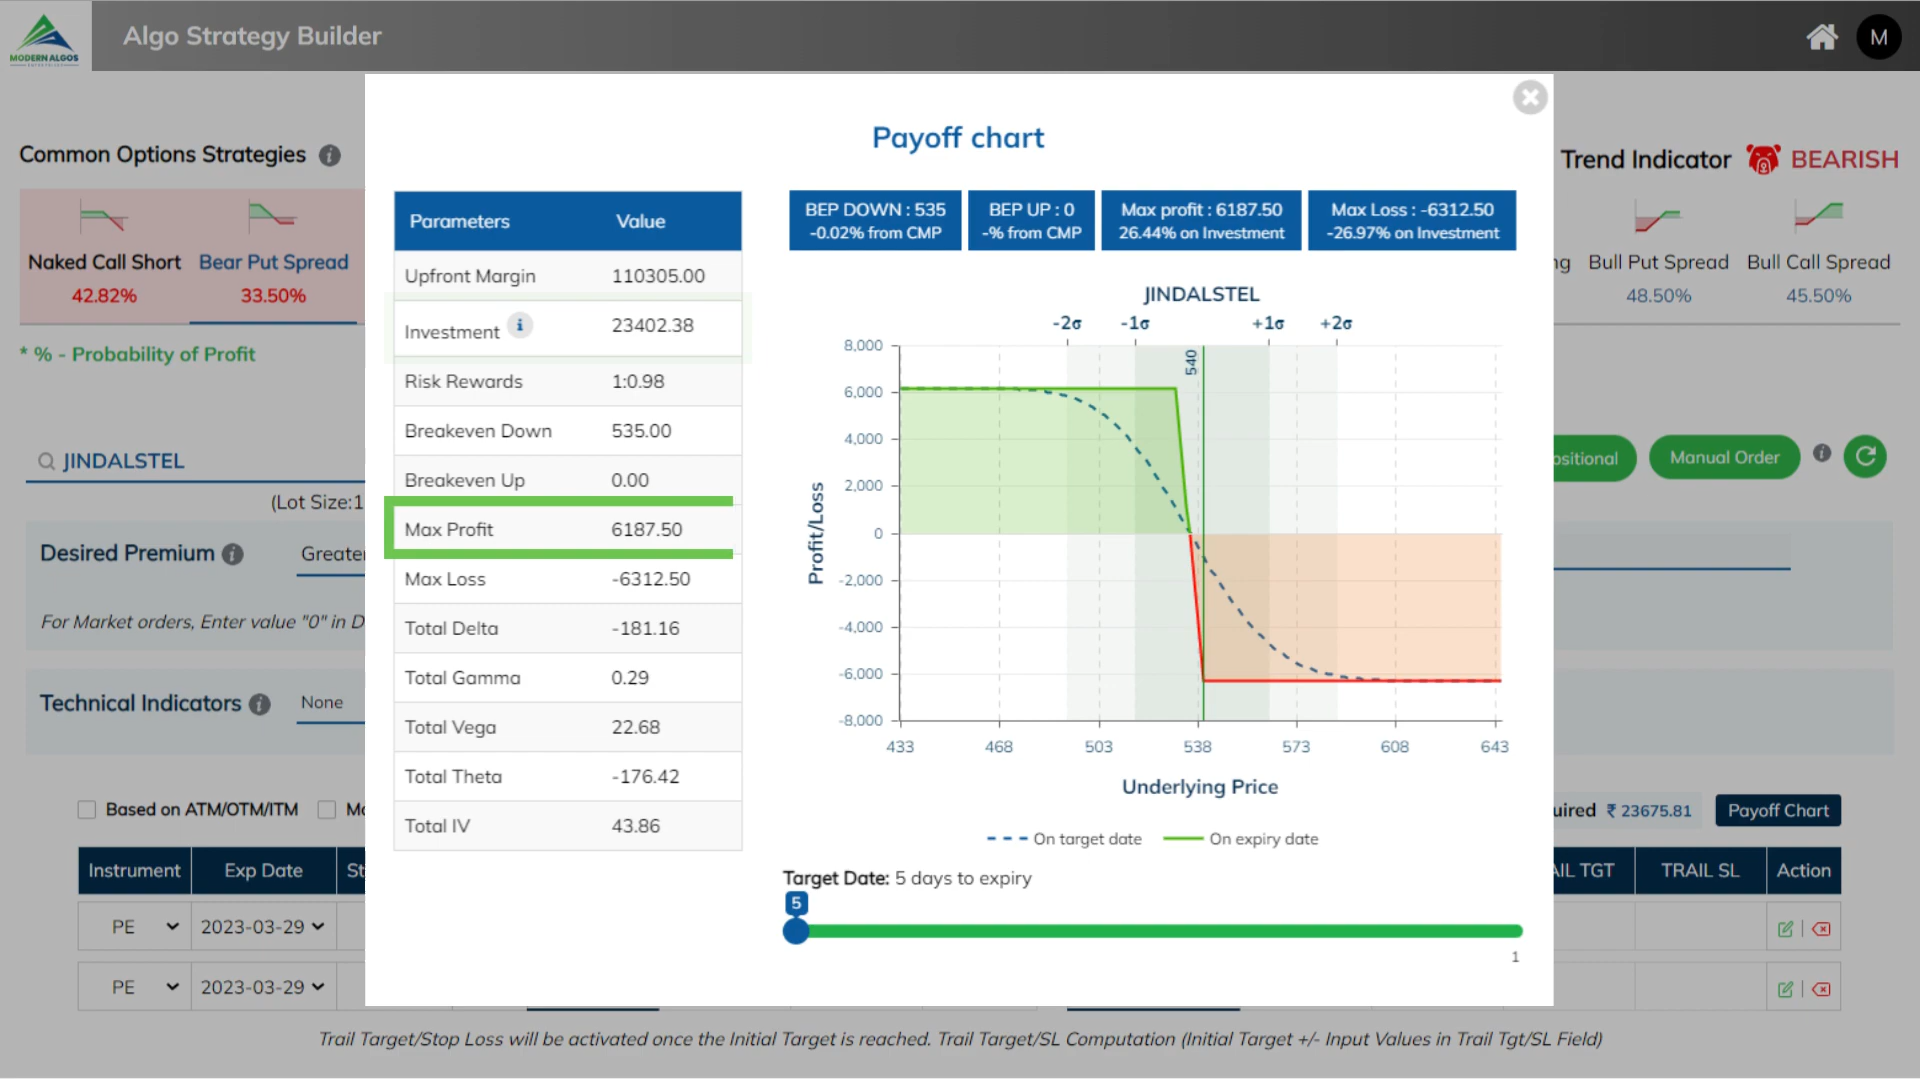 MODERN ALGOS
Algo Strategy Builder
M
Payoff chart
Common Options Strategies i
Trend Indicator BEARISH
Naked Call Short
42.82%
Bear Put Spread
33.50%
Bull Put Spread
48.50%
Bull Call Spread
45.50%
* % - Probability of Profit
Parameters Value
Upfront Margin 110305.00
Investment i 23402.38
Risk Rewards 1:0.98
Breakeven Down 535.00
Breakeven Up 0.00
Max Profit 6187.50
Max Loss -6312.50
Total Delta -181.16
Total Gamma 0.29
Total Vega 22.68
Total Theta -176.42
Total IV 43.86
BEP DOWN : 535
-0.02% from CMP
BEP UP : 0
-% from CMP
Max profit : 6187.50
26.44% on Investment
Max Loss : -6312.50
-26.97% on Investment
JINDALSTEL
-2σ -1σ +1σ +2σ
540
8,000
6,000
4,000
2,000
0
-2,000
-4,000
-6,000
-8,000
Profit/Loss
433 468 503 538 573 608 643
Underlying Price
On target date On expiry date
Target Date: 5 days to expiry
5
1
JINDALSTEL
(Lot Size:1
ositional
Manual Order i
Desired Premium i Greater
For Market orders, Enter value "0" in D
Technical Indicators i None
Based on ATM/OTM/ITM
uired ₹ 23675.81
Payoff Chart
Instrument Exp Date St
AIL TGT TRAIL SL Action
PE 2023-03-29
PE 2023-03-29
Trail Target/Stop Loss will be activated once the Initial Target is reached. Trail Target/SL Computation (Initial Target +/- Input Values in Trail Tgt/SL Field)